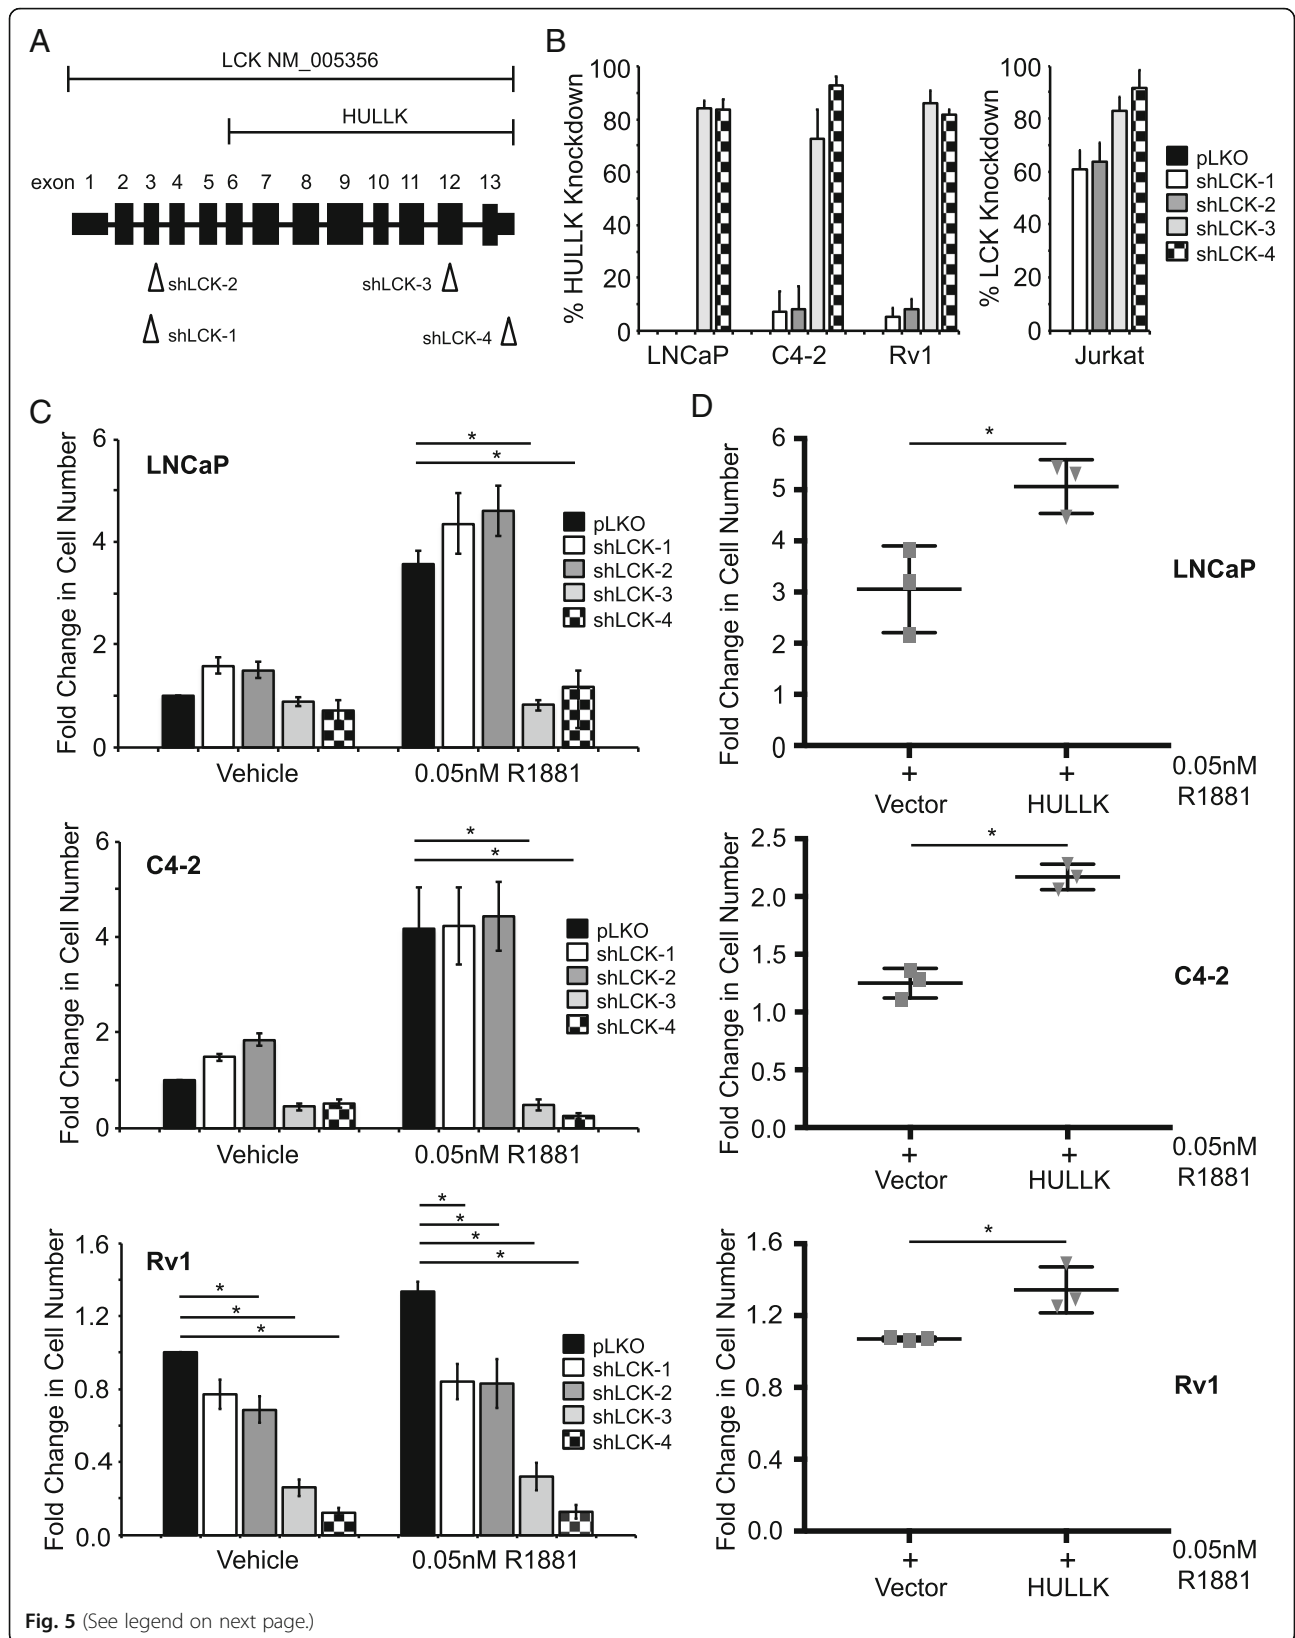 A
LCK NM_005356
HULLK
exon 1 2 3 4 5 6 7 8 9 10 11 12 13
shLCK-2
shLCK-3
shLCK-1
shLCK-4
B
% HULLK Knockdown
100
80
60
40
20
0
LNCaP C4-2 Rv1
% LCK Knockdown
100
80
60
40
20
0
Jurkat
pLKO
shLCK-1
shLCK-2
shLCK-3
shLCK-4
C
Fold Change in Cell Number
6
4
2
0
LNCaP
*
*
pLKO
shLCK-1
shLCK-2
shLCK-3
shLCK-4
Vehicle 0.05nM R1881
Fold Change in Cell Number
6
4
2
0
C4-2
*
*
pLKO
shLCK-1
shLCK-2
shLCK-3
shLCK-4
Vehicle 0.05nM R1881
Fold Change in Cell Number
1.6
1.2
0.8
0.4
0.0
Rv1
*
*
*
*
*
*
*
pLKO
shLCK-1
shLCK-2
shLCK-3
shLCK-4
Vehicle 0.05nM R1881
D
Fold Change in Cell Number
6
5
4
3
2
1
0
*
LNCaP
+ + 0.05nM
Vector HULLK R1881
Fold Change in Cell Number
2.5
2.0
1.5
1.0
0.5
0.0
*
C4-2
+ + 0.05nM
Vector HULLK R1881
Fold Change in Cell Number
1.6
1.2
0.8
0.4
0.0
*
Rv1
+ + 0.05nM
Vector HULLK R1881
Fig. 5 (See legend on next page.)